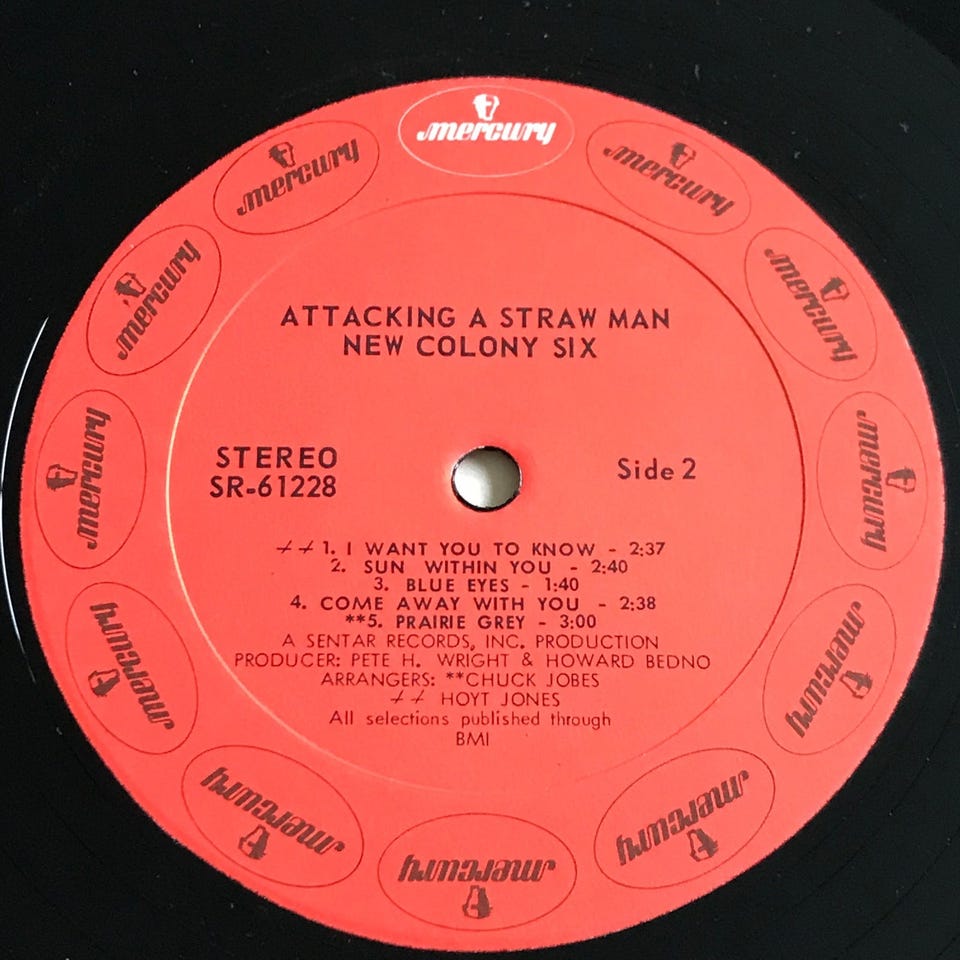 mercury
mercury
mercury
mercury
mercury
mercury
mercury
mercury
mercury
mercury
mercury
mercury
ATTACKING A STRAW MAN
NEW COLONY SIX
STEREO
SR-61228
Side 2
++ 1. I WANT YOU TO KNOW - 2:37
2. SUN WITHIN YOU - 2:40
3. BLUE EYES - 1:40
4. COME AWAY WITH YOU - 2:38
**5. PRAIRIE GREY - 3:00
A SENTAR RECORDS, INC. PRODUCTION
PRODUCER: PETE H. WRIGHT & HOWARD BEDNO
ARRANGERS: **CHUCK JOBES
++ HOYT JONES
All selections published through
BMI